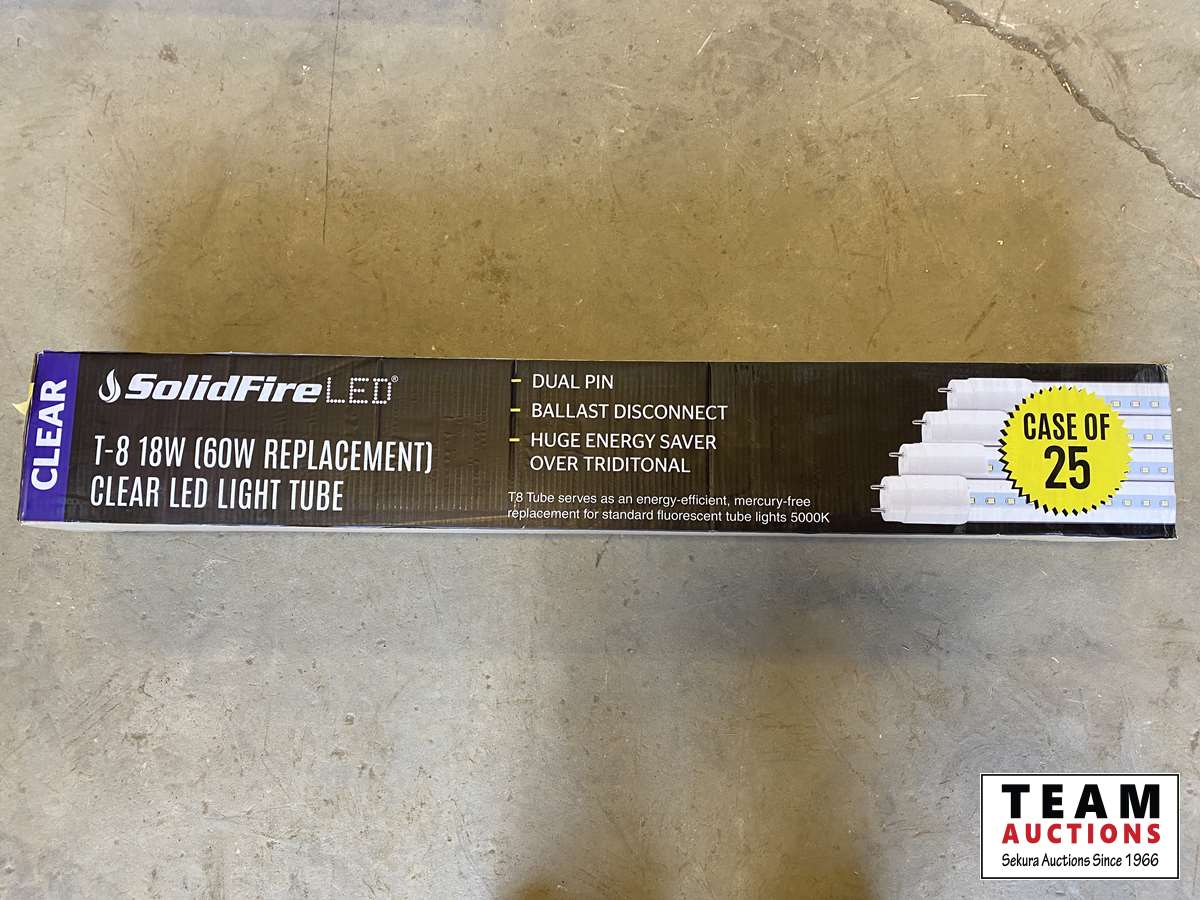 CLEAR
SolidFire LED®
T-8 18W (60W REPLACEMENT)
CLEAR LED LIGHT TUBE
- DUAL PIN
- BALLAST DISCONNECT
- HUGE ENERGY SAVER
OVER TRIDITONAL
T8 Tube serves as an energy-efficient, mercury-free
replacement for standard fluorescent tube lights 5000K
CASE OF
25
TEAM
AUCTIONS
Sekura Auctions Since 1966